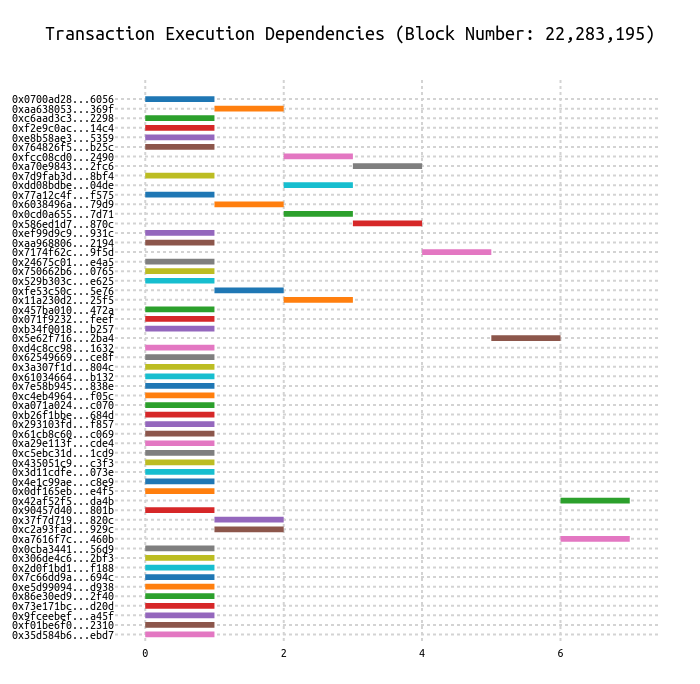 Transaction Execution Dependencies (Block Number: 22,283,195)
0x0700ad28...6056
0xaa638053...369f
0xc6aad3c3...2298
0xf2e9c0ac...14c4
0xe8b58ae3...5359
0x764826f5...b25c
0xfcc08cd0...2490
0xa70e9843...2fc6
0x7d9fab3d...8bf4
0xdd08bdbe...04de
0x77a12c4f...f575
0x6038496a...79d9
0x0cd0a655...7d71
0x586ed1d7...870c
0xef99d9c9...931c
0xaa968806...2194
0x7174f62c...9f5d
0x24675c01...e4a5
0x750662b6...0765
0x529b303c...e625
0xfe53c50c...5e76
0x11a230d2...25f5
0x457ba010...472a
0x071f9232...feef
0xb34f0018...b257
0x5e62f716...2ba4
0xd4c8cc98...1632
0x62549669...ce8f
0x3a307f1d...804c
0x61034664...b132
0x7e58b945...838e
0xc4eb4964...f05c
0xa071a024...c070
0xb26f1bbe...684d
0x293103fd...f857
0x61cb8c60...c069
0xa29e113f...cde4
0xc5ebc31d...1cd9
0x435051c9...c3f3
0x3d11cdfe...073e
0x4e1c99ae...c8e9
0x0df165eb...e4f5
0x42af52f5...da4b
0x90457d40...801b
0x37f7d719...820c
0xc2a93fad...929c
0xa7616f7c...460b
0x0cba3441...56d9
0x306de4c6...2bf3
0x2d0f1bd1...f188
0x7c66dd9a...694c
0xe5d99094...d938
0x86e30ed9...2f40
0x73e171bc...d20d
0x9fceebef...a45f
0xf01be6f0...2310
0x35d584b6...ebd7
0 2 4 6